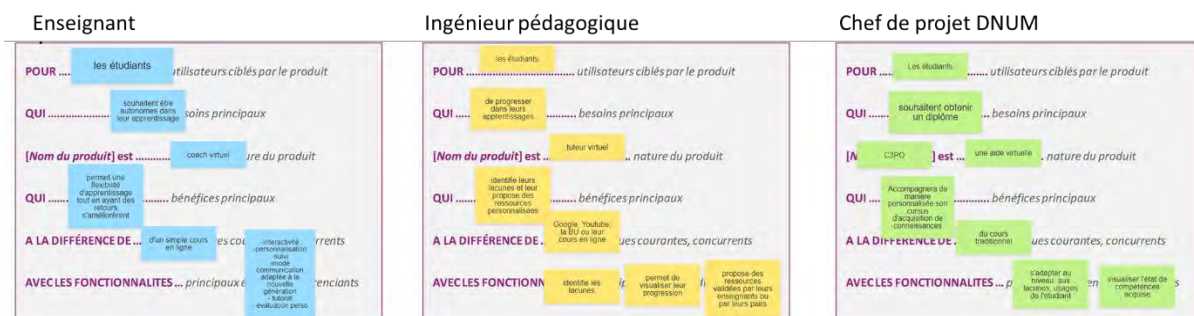 Enseignant
Ingénieur pédagogique
Chef de projet DNUM
POUR .... les étudiants utilisateurs ciblés par le produit
QUI .................. souhaitent être
autonomes dans
leur apprentissage besoins principaux
[Nom du produit] est ............ coach virtuel nature du produit
QUI ........ permet une
flexibilité
d'apprentissage
tout en ayant des
retours
s'améliorèrent ........ bénéfices principaux
A LA DIFFÉRENCE DE ... d'un simple cours
en ligne concurrents
AVEC LES FONCTIONNALITES ... principaux
-interactivité
-personnalisation
-suivi
-mode
communication
adaptée à la
nouvelle
génération
- tutorat
- évaluation perso
POUR .... les étudiants utilisateurs ciblés par le produit
QUI ........ de progresser
dans leurs
apprentissages besoins principaux
[Nom du produit] est ... tuteur virtuel ... nature du produit
QUI ........ identifie leurs
lacunes et leur
propose des
ressources
personnalisées bénéfices principaux
A LA DIFFÉRENCE DE ... Google, Youtube,
la BU ou leur
cours en ligne courantes, concurrents
AVEC LES FONCTIONNALITES
identifie les
lacunes
permet de
visualiser leur
progression
propose des
ressources
validées par leurs
enseignants ou
par leurs pairs
POUR ... Les étudiants ... utilisateurs ciblés par le produit
QUI ........ souhaitent obtenir
un diplôme ... besoins principaux
C3PO ] est ... une aide virtuelle ... nature du produit
QUI ........ Accompagnera de
manière
personnalisée son
cursus
d'acquisition de
connaissances ........ bénéfices principaux
A LA DIFFÉRENCE DE ... du cours
traditionnel courantes, concurrents
AVEC LES FONCTIONNALITES ...
s'adapter au
niveau, aux
lacunes, usages
de l'étudiant
visualiser l'état de
compétences
acquise